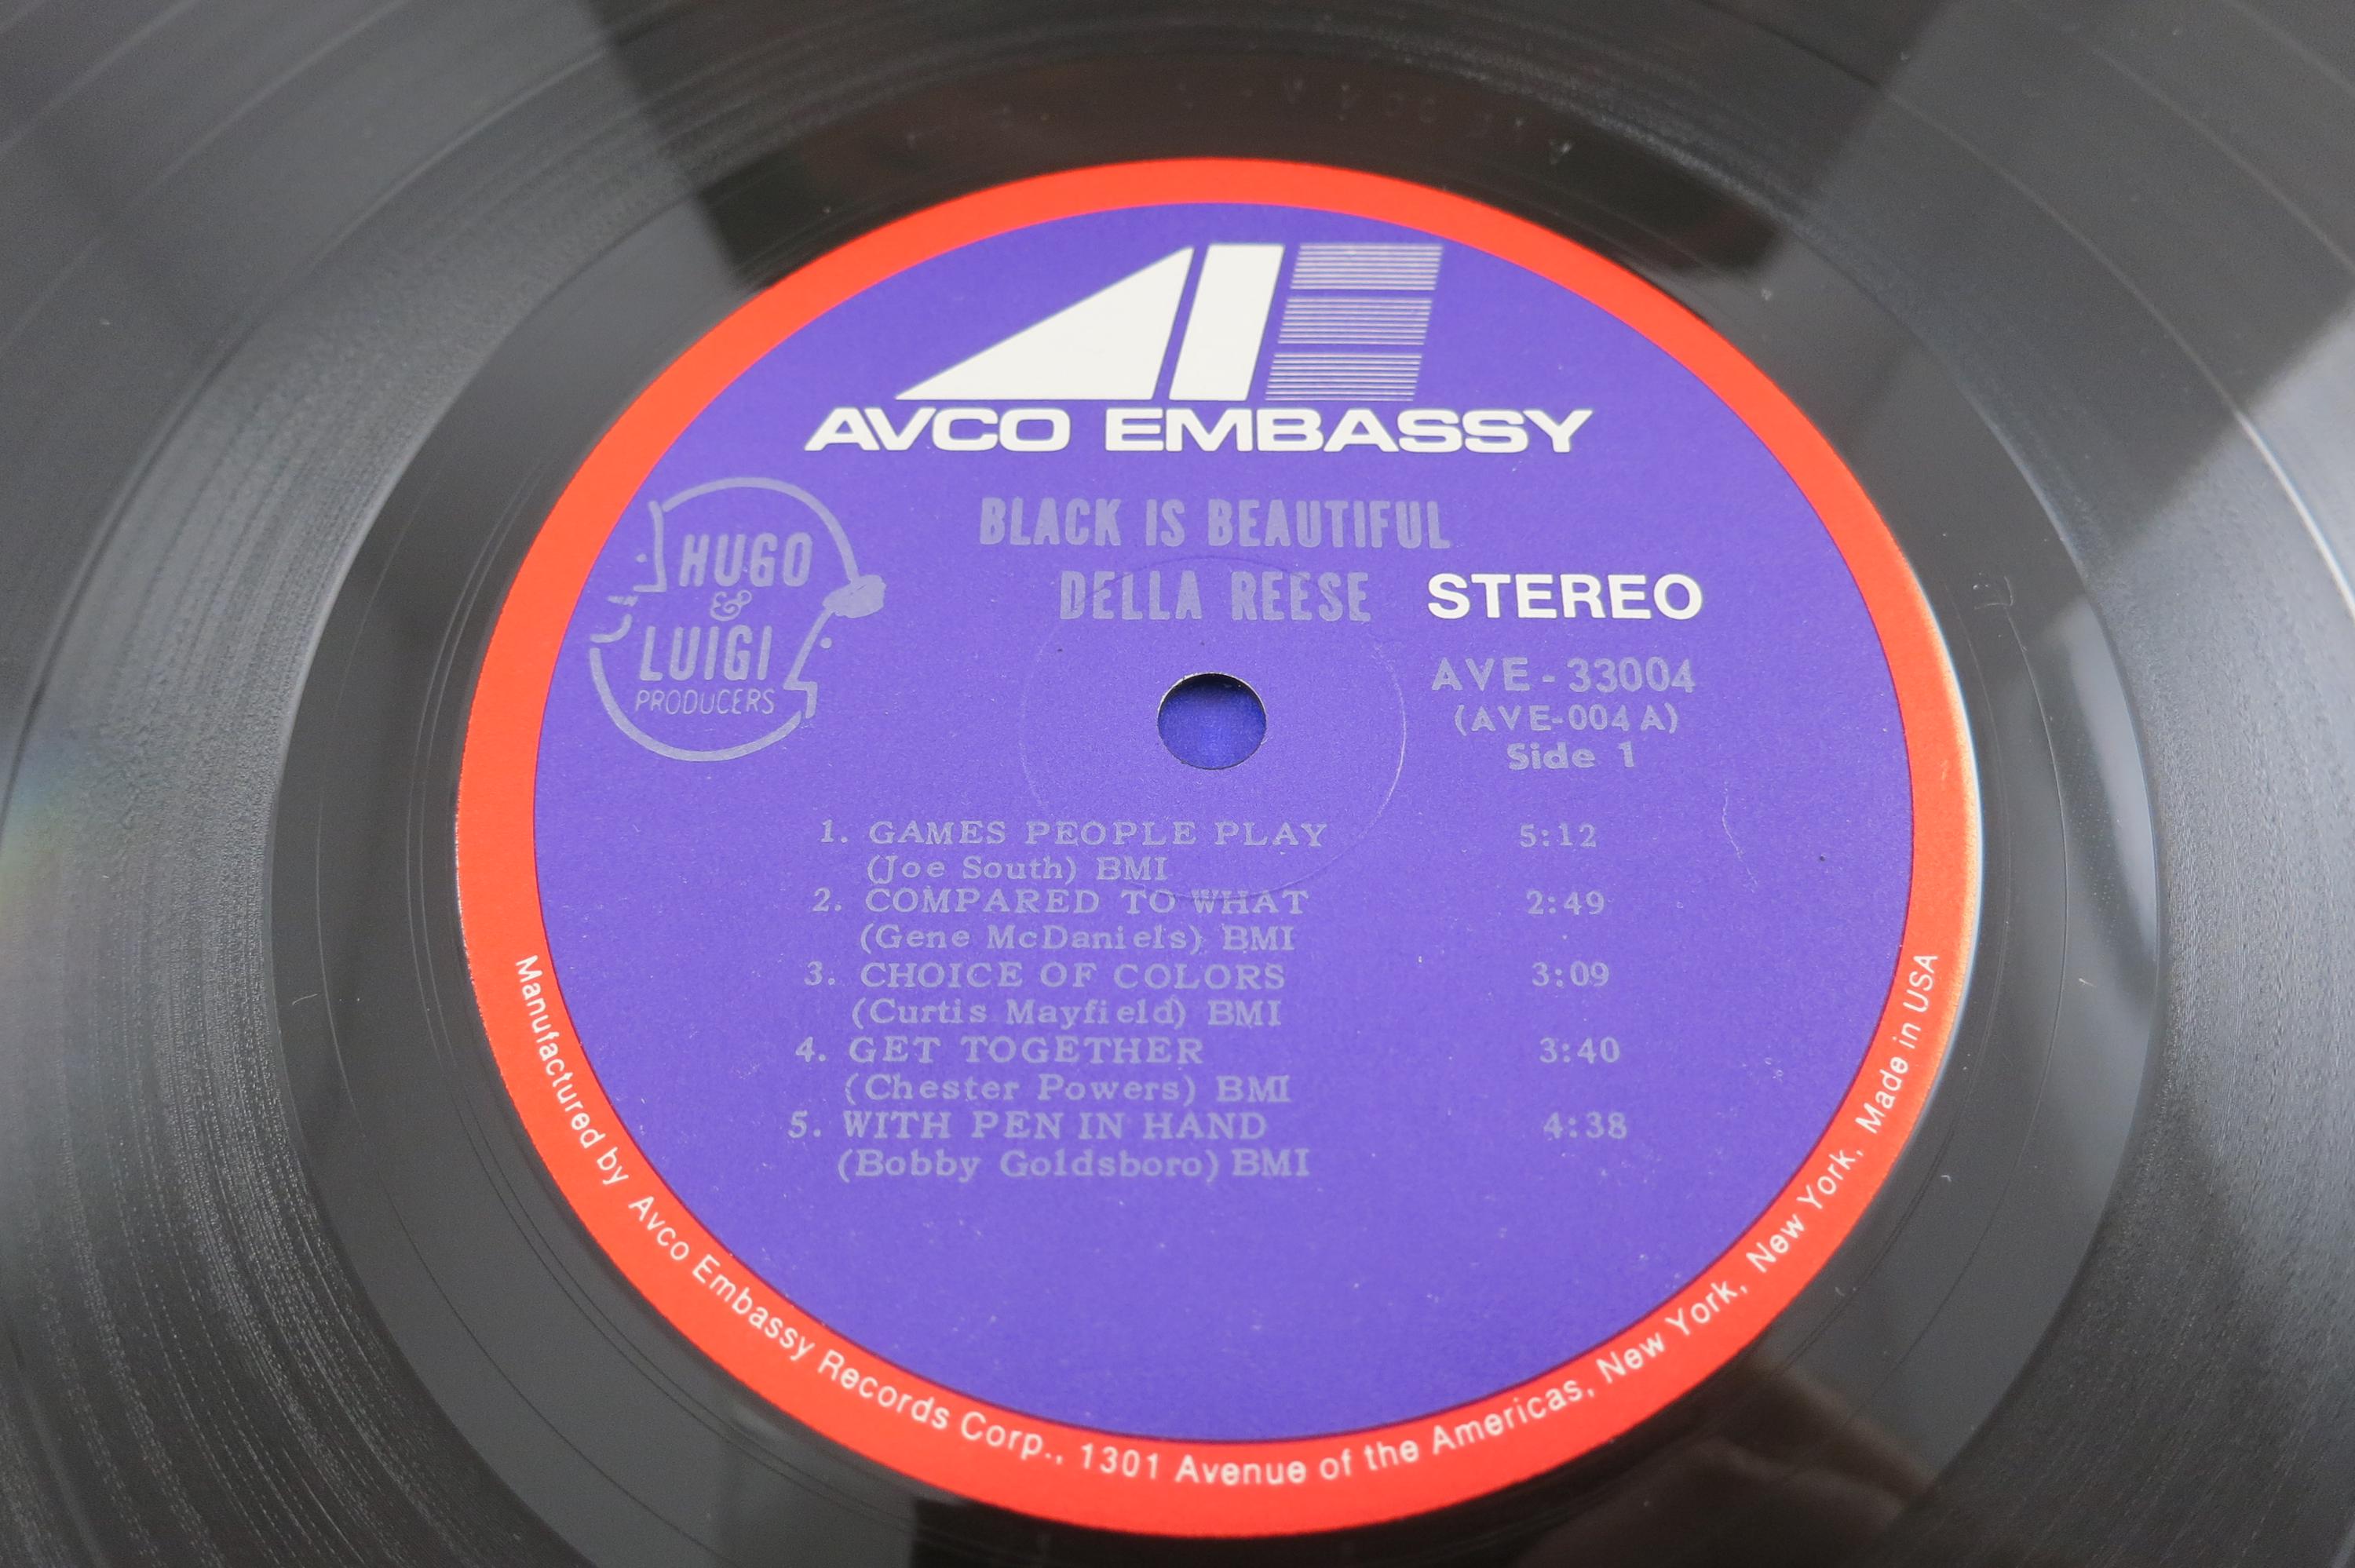 AVCO EMBASSY
HUGO
&
LUIGI
PRODUCERS
BLACK IS BEAUTIFUL
DELLA REESE
STEREO
AVE-33004
(AVE-004 A)
Side 1
1. GAMES PEOPLE PLAY 5:12
(Joe South) BMI
2. COMPARED TO WHAT 2:49
(Gene McDaniels) BMI
3. CHOICE OF COLORS 3:09
(Curtis Mayfield) BMI
4. GET TOGETHER 3:40
(Chester Powers) BMI
5. WITH PEN IN HAND 4:38
(Bobby Goldsboro) BMI
Manufactured by Avco Embassy Records Corp., 1301 Avenue of the Americas, New York, New York, Made in USA